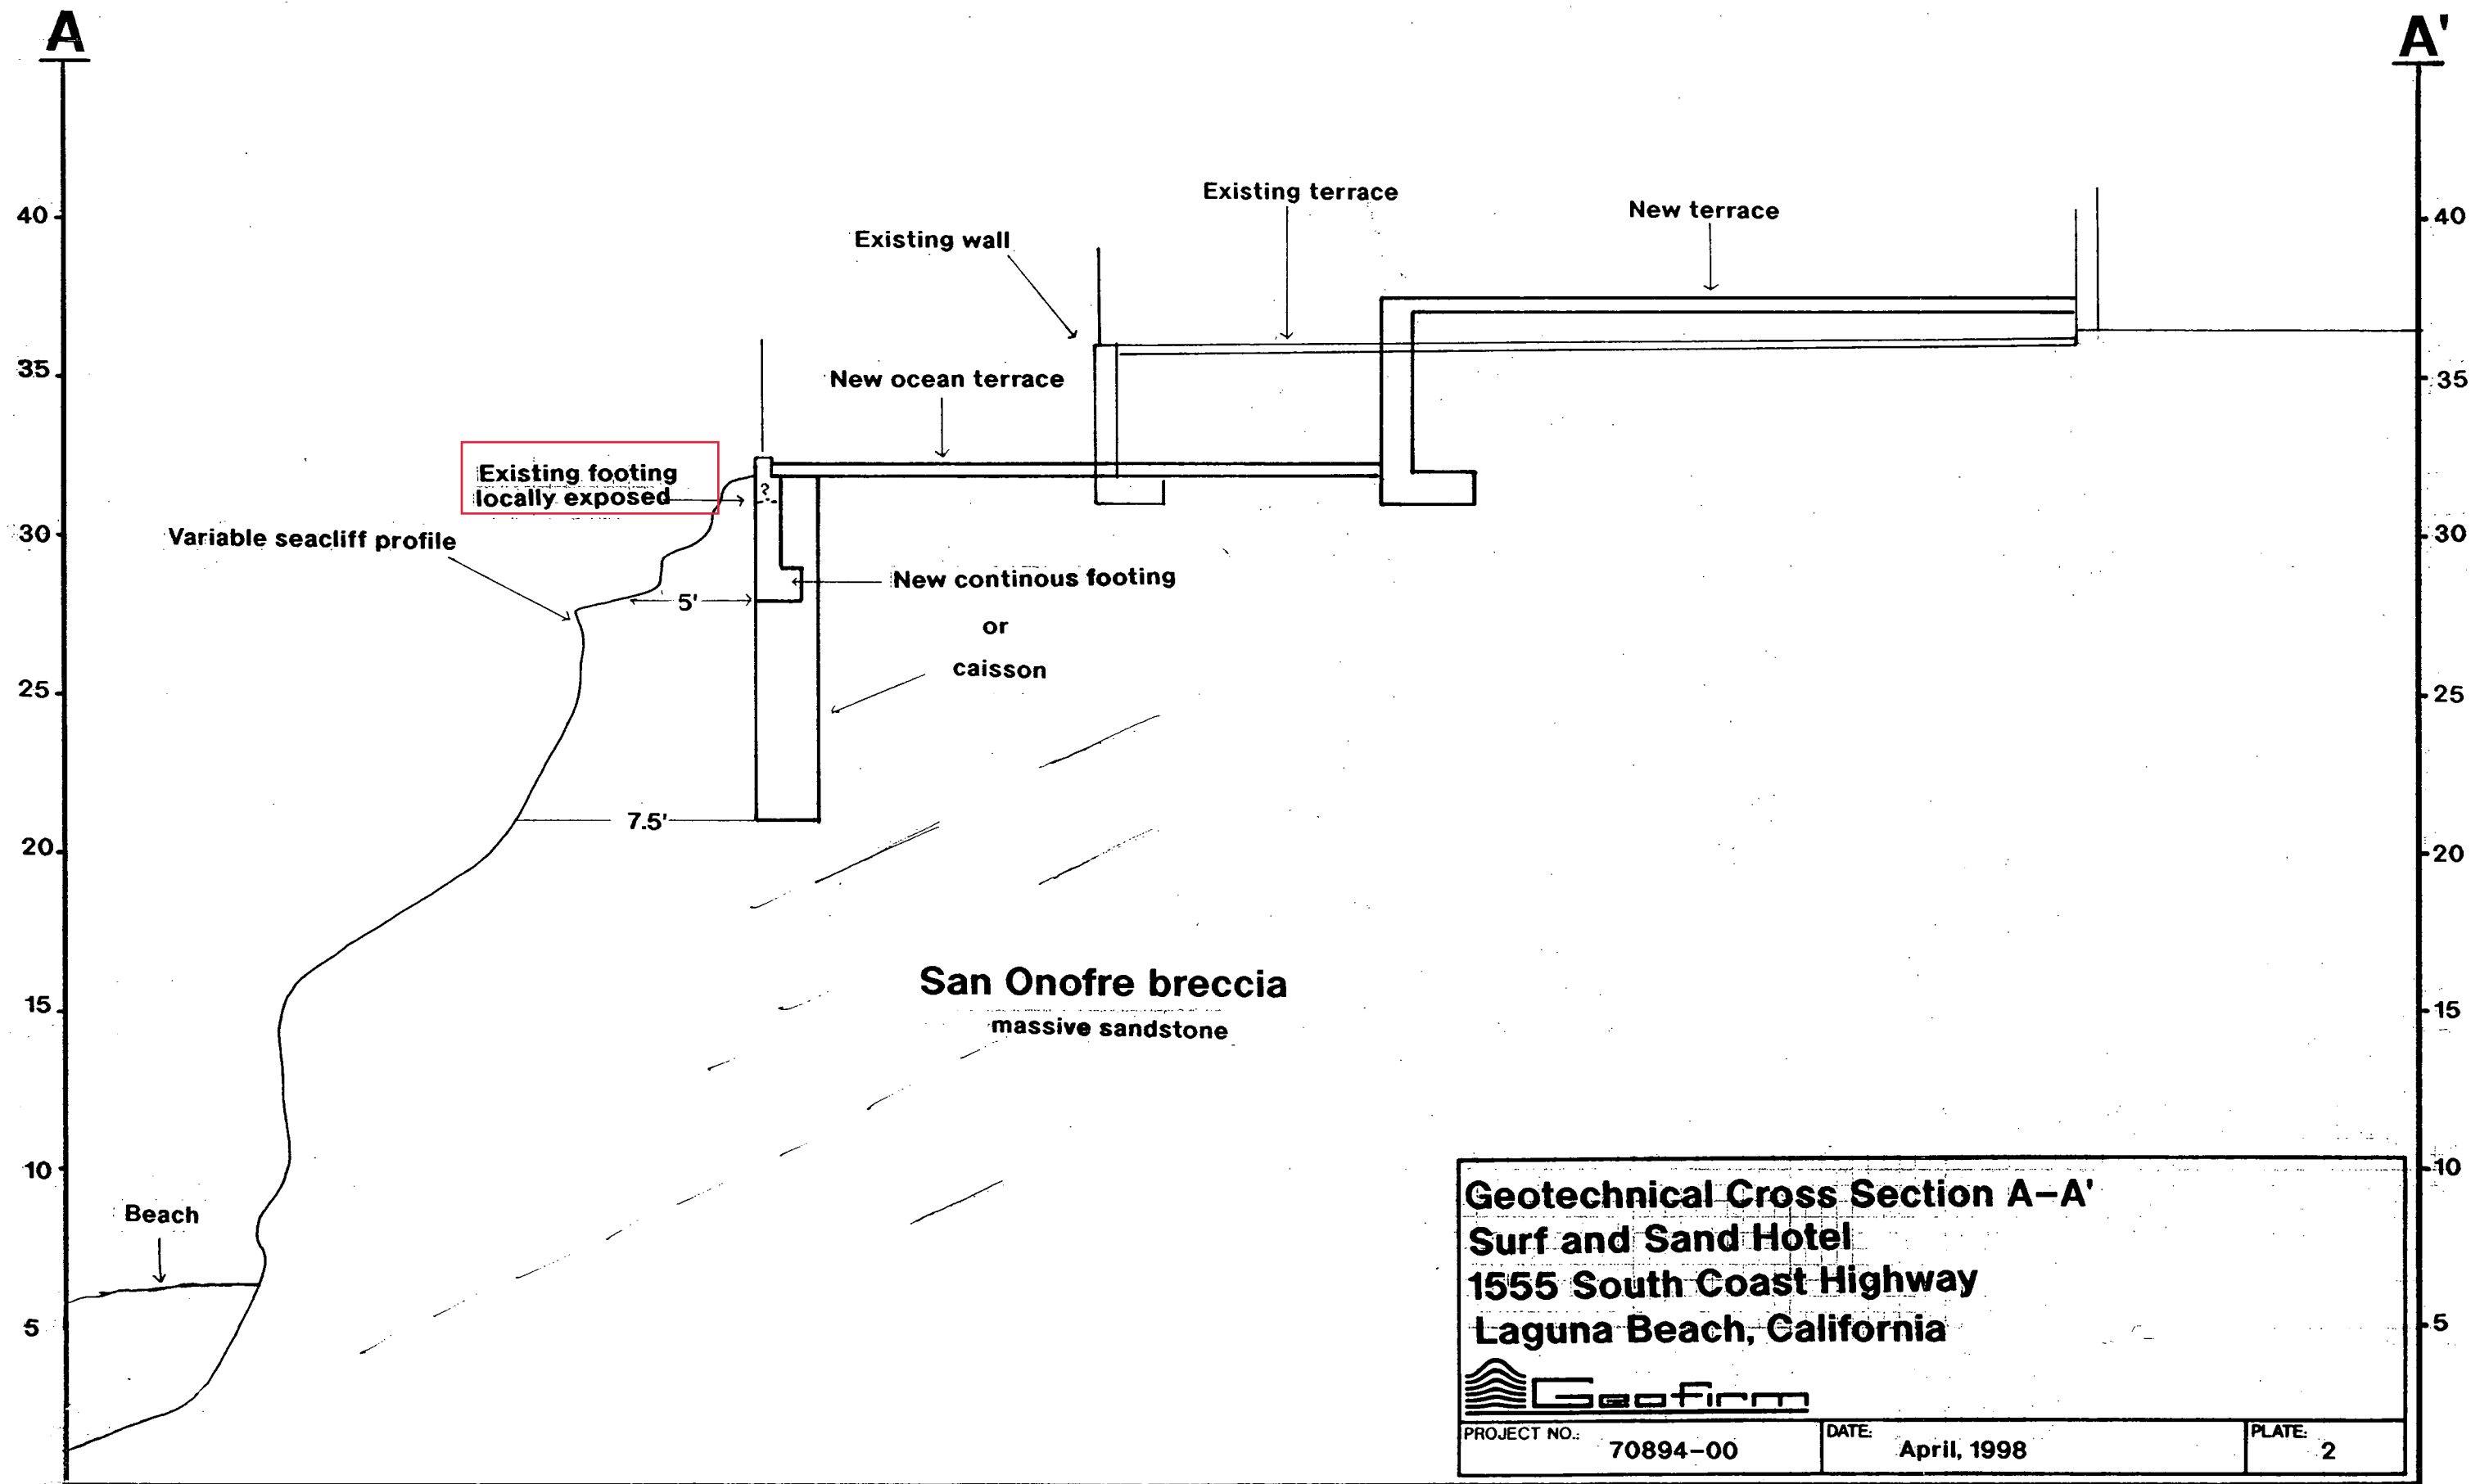 A
A'
40
35
30
25
20
15
10
5
Existing terrace
New terrace
Existing wall
New ocean terrace
Existing footing
locally exposed
?
Variable seacliff profile
New continous footing
or
caisson
5'
7.5'
San Onofre breccia
massive sandstone
Beach
40
35
30
25
20
15
10
5
Geotechnical Cross Section A-A'
Surf and Sand Hotel
1555 South Coast Highway
Laguna Beach, California
Geofirm
PROJECT NO.: 70894-00
DATE: April, 1998
PLATE: 2